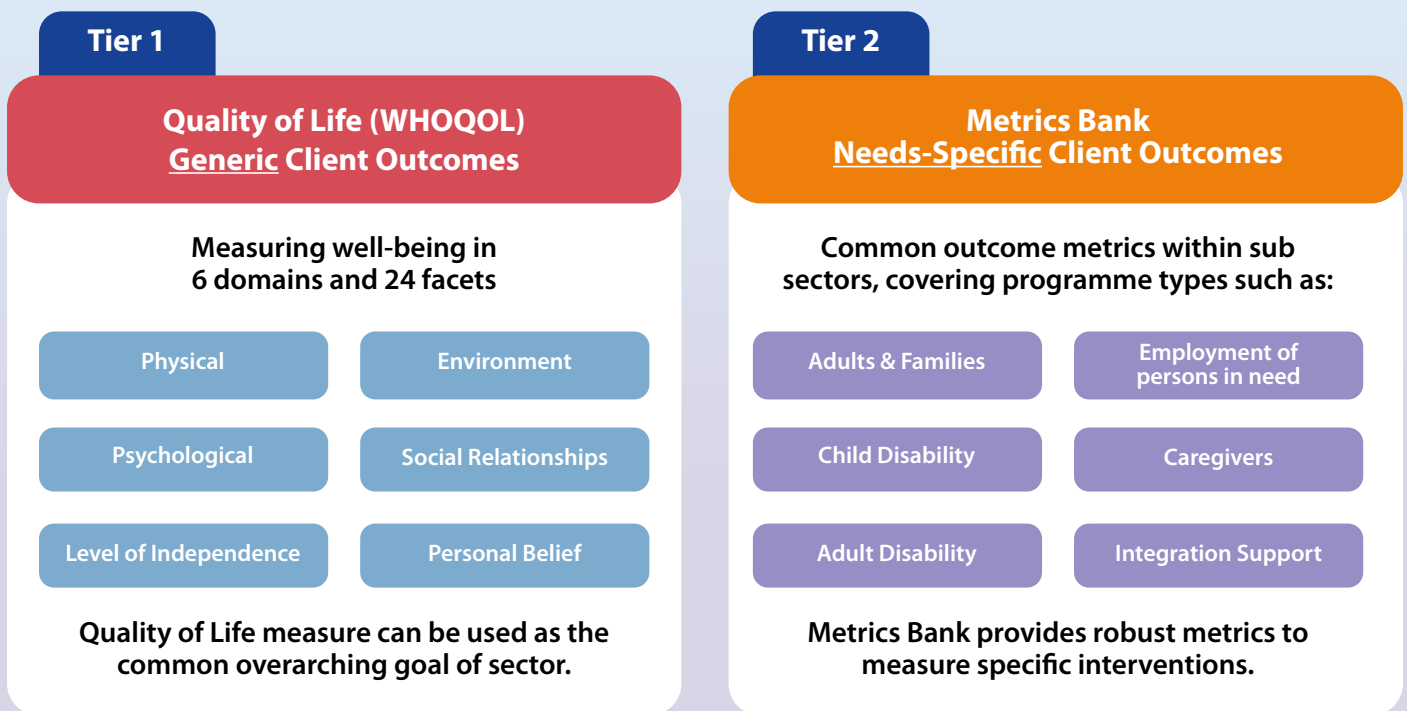 Tier 1
Quality of Life (WHOQOL)
Generic Client Outcomes
Measuring well-being in
6 domains and 24 facets
Physical
Environment
Psychological
Social Relationships
Level of Independence
Personal Belief
Quality of Life measure can be used as the
common overarching goal of sector.
Tier 2
Metrics Bank
Needs-Specific Client Outcomes
Common outcome metrics within sub
sectors, covering programme types such as:
Adults & Families
Employment of
persons in need
Child Disability
Caregivers
Adult Disability
Integration Support
Metrics Bank provides robust metrics to
measure specific interventions.